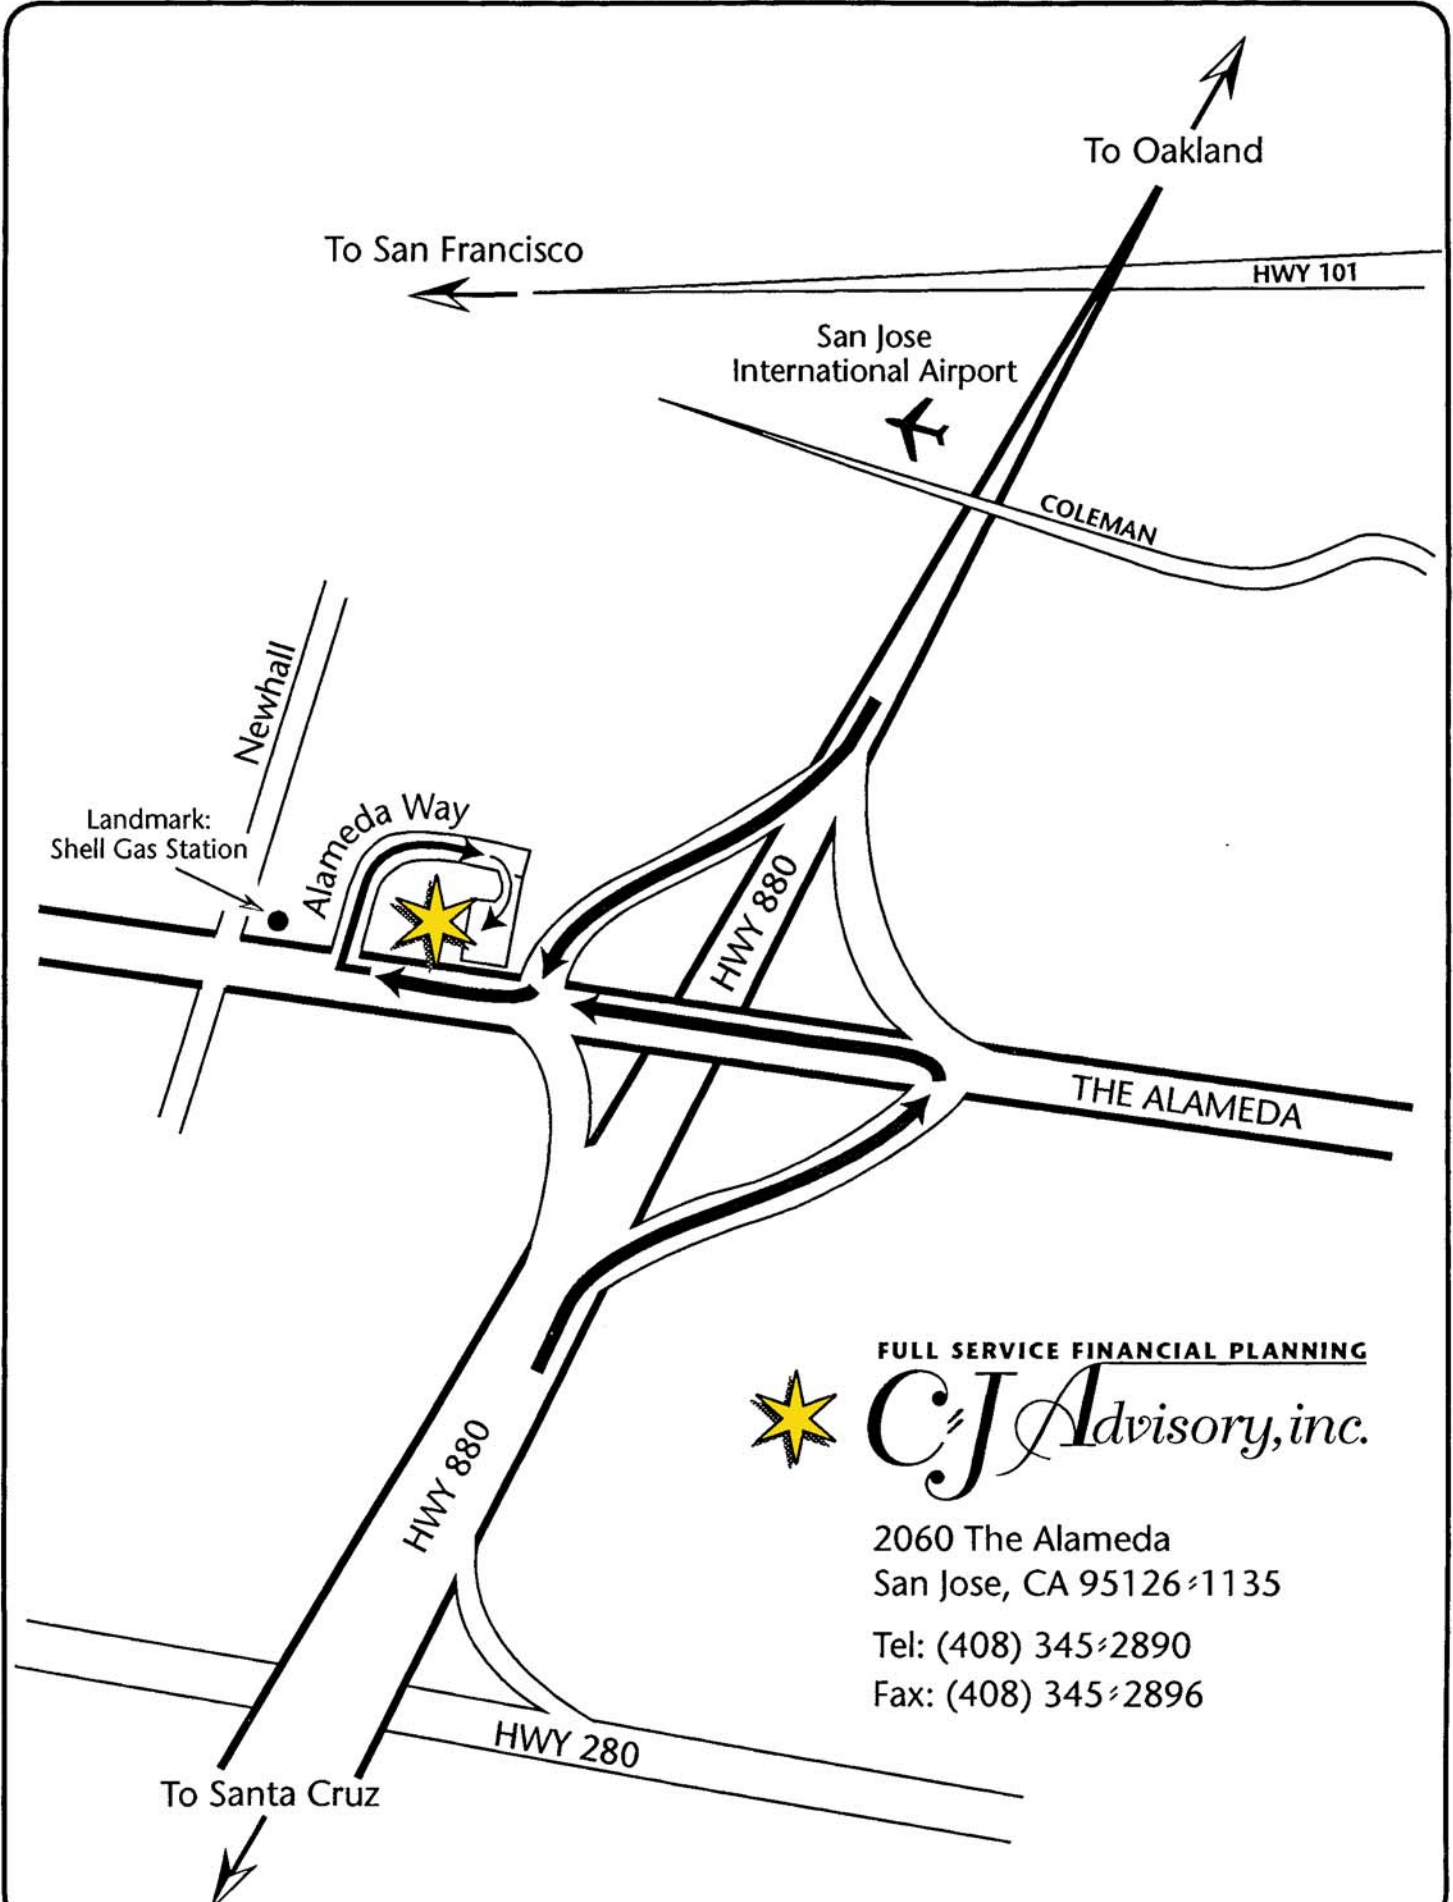 To Oakland
To San Francisco
HWY 101
San Jose
International Airport
COLEMAN
Newhall
Landmark:
Shell Gas Station
Alameda Way
HWY 880
THE ALAMEDA
FULL SERVICE FINANCIAL PLANNING
C-J Advisory, inc.
HWY 880
2060 The Alameda
San Jose, CA 95126-1135
Tel: (408) 345-2890
Fax: (408) 345-2896
HWY 280
To Santa Cruz